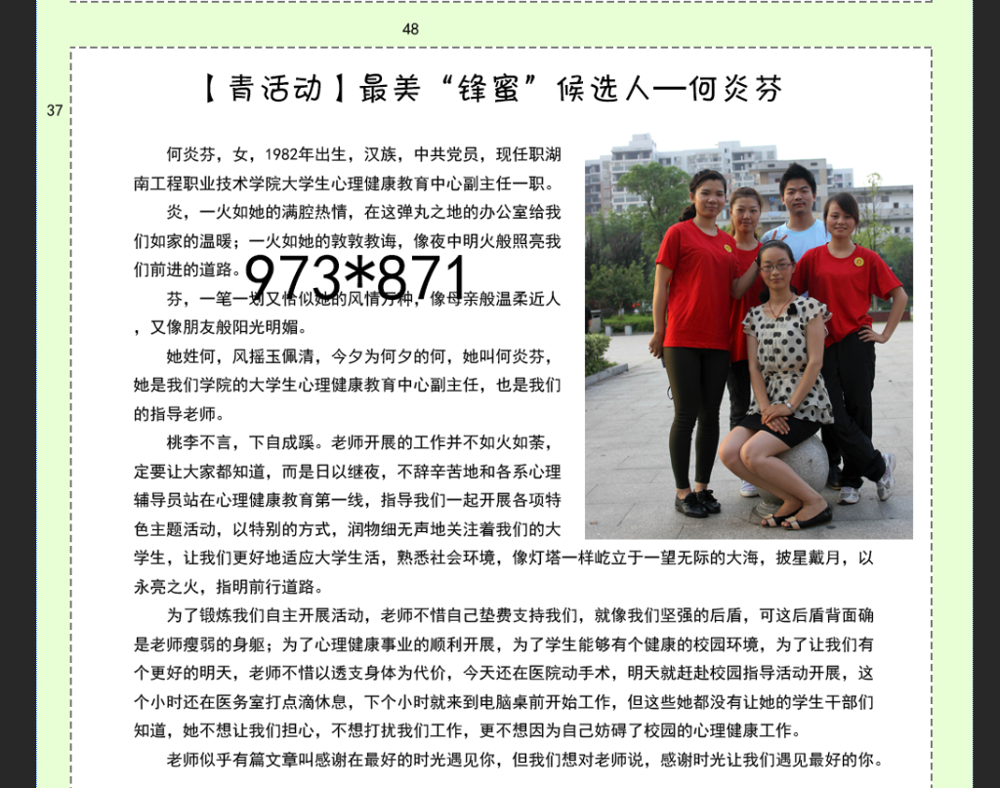 48
【青活动】最美“锋蜜”候选人—何炎芬
37
何炎芬，女，1982年出生，汉族，中共党员，现任职湖
南工程职业技术学院大学生心理健康教育中心副主任一职。
炎，一火如她的满腔热情，在这弹丸之地的办公室给我
们如家的温暖；一火如她的敦敦教诲，像夜中明火般照亮我
们前进的道路。
973*871
芬，一笔一划又恰似她的风情万种，像母亲般温柔近人
，又像朋友般阳光明媚。
她姓何，风摇玉佩清，今夕为何夕的何，她叫何炎芬，
她是我们学院的大学生心理健康教育中心副主任，也是我们
的指导老师。
桃李不言，下自成蹊。老师开展的工作并不如火如荼，
定要让大家都知道，而是日以继夜，不辞辛苦地和各系心理
辅导员站在心理健康教育第一线，指导我们一起开展各项特
色主题活动，以特别的方式，润物细无声地关注着我们的大
学生，让我们更好地适应大学生活，熟悉社会环境，像灯塔一样屹立于一望无际的大海，披星戴月，以
永亮之火，指明前行道路。
为了锻炼我们自主开展活动，老师不惜自己垫费支持我们，就像我们坚强的后盾，可这后盾背面确
是老师瘦弱的身躯；为了心理健康事业的顺利开展，为了学生能够有个健康的校园环境，为了让我们有
个更好的明天，老师不惜以透支身体为代价，今天还在医院动手术，明天就赶赴校园指导活动开展，这
个小时还在医务室打点滴休息，下个小时就来到电脑桌前开始工作，但这些她都没有让她的学生干部们
知道，她不想让我们担心，不想打扰我们工作，更不想因为自己妨碍了校园的心理健康工作。
老师似乎有篇文章叫感谢在最好的时光遇见你，但我们想对老师说，感谢时光让我们遇见最好的你。